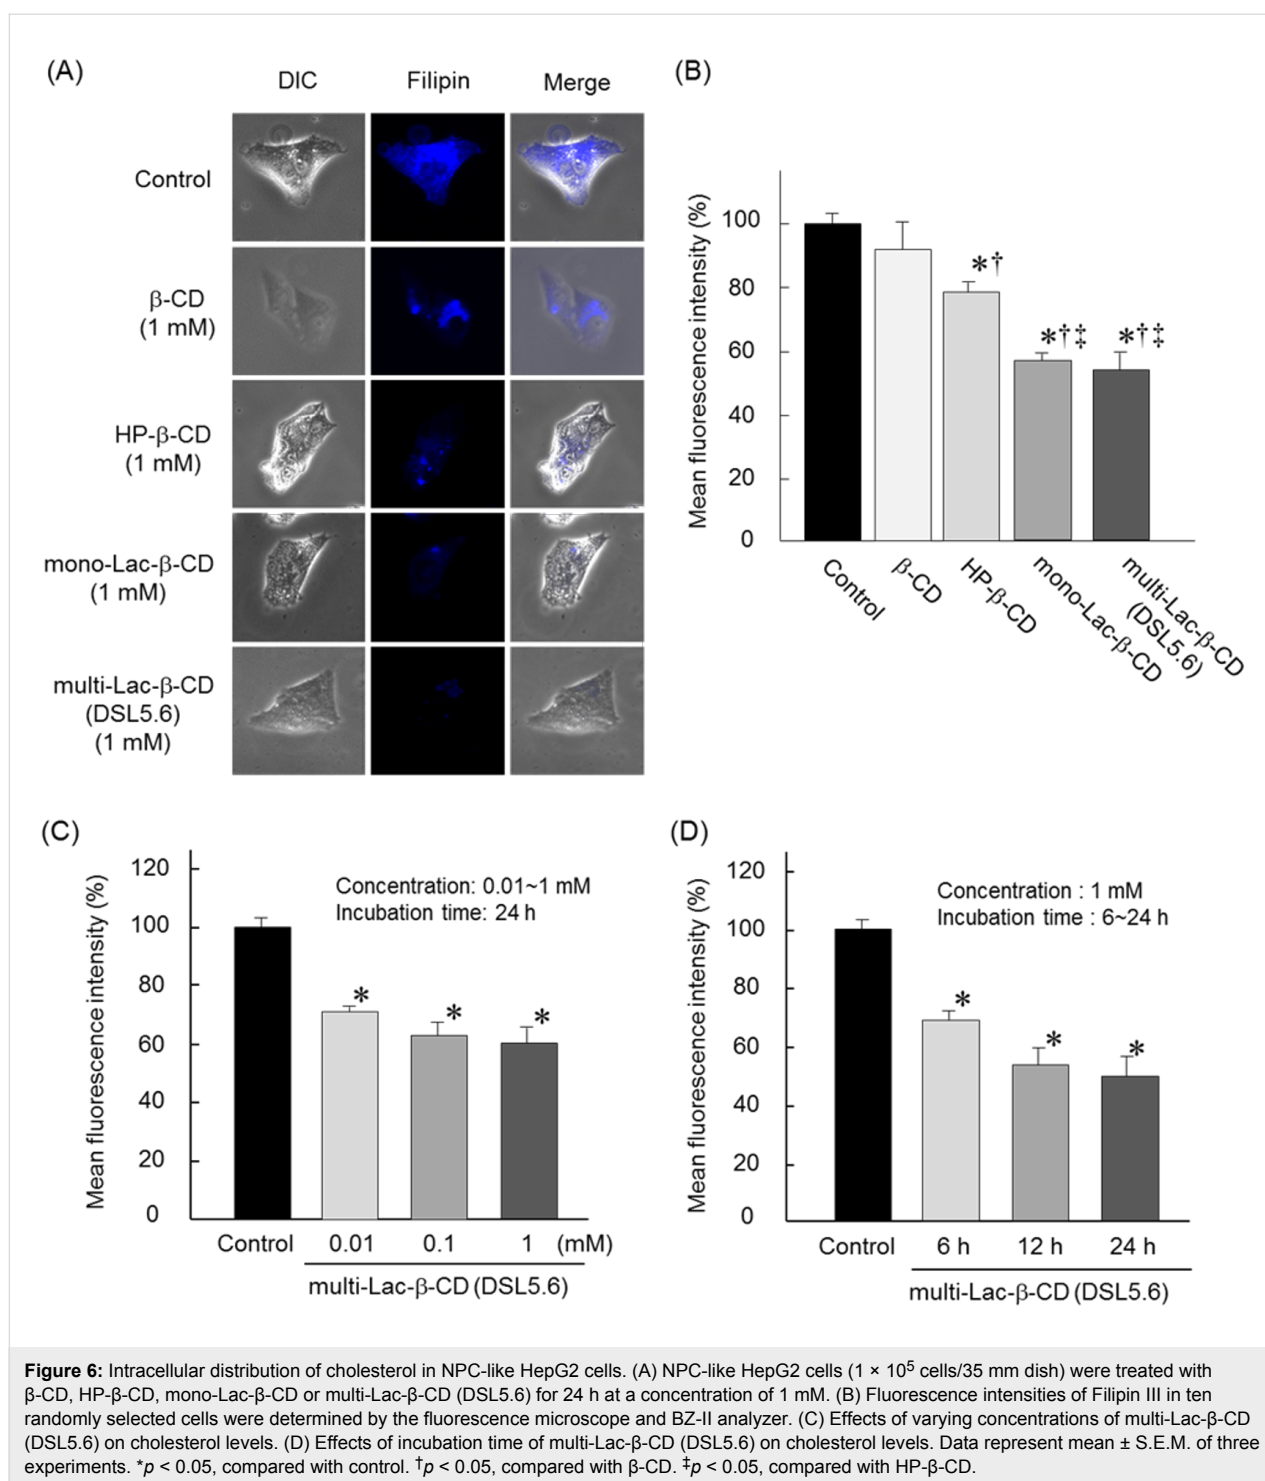 (A)
DIC Filipin Merge
Control
β-CD
(1 mM)
HP-β-CD
(1 mM)
mono-Lac-β-CD
(1 mM)
multi-Lac-β-CD
(DSL5.6)
(1 mM)
(B)
Mean fluorescence intensity (%)
100
80
60
40
20
0
*†
*†‡
*†‡
Control
β-CD
HP-β-CD
mono-Lac-β-CD
multi-Lac-β-CD
(DSL5.6)
(C)
Mean fluorescence intensity (%)
120
100
80
60
40
20
0
Concentration: 0.01~1 mM
Incubation time: 24 h
*
*
*
Control 0.01 0.1 1 (mM)
multi-Lac-β-CD (DSL5.6)
(D)
Mean fluorescence intensity (%)
120
100
80
60
40
20
0
Concentration : 1 mM
Incubation time : 6~24 h
*
*
*
Control 6 h 12 h 24 h
multi-Lac-β-CD (DSL5.6)
Figure 6: Intracellular distribution of cholesterol in NPC-like HepG2 cells. (A) NPC-like HepG2 cells (1 × 10⁵ cells/35 mm dish) were treated with
β-CD, HP-β-CD, mono-Lac-β-CD or multi-Lac-β-CD (DSL5.6) for 24 h at a concentration of 1 mM. (B) Fluorescence intensities of Filipin III in ten
randomly selected cells were determined by the fluorescence microscope and BZ-II analyzer. (C) Effects of varying concentrations of multi-Lac-β-CD
(DSL5.6) on cholesterol levels. (D) Effects of incubation time of multi-Lac-β-CD (DSL5.6) on cholesterol levels. Data represent mean ± S.E.M. of three
experiments. *p < 0.05, compared with control. †p < 0.05, compared with β-CD. ‡p < 0.05, compared with HP-β-CD.